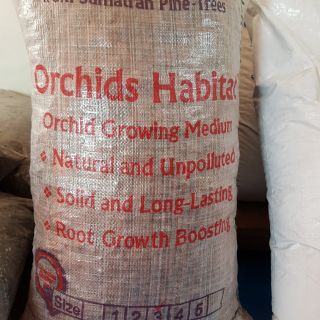 from Sumatran Pine-Trees
Orchids Habitat
Orchid Growing Medium
❖ Natural and Unpolluted
❖ Solid and Long-Lasting
❖ Root Growth Boosting
Size 1 2 3 4 5